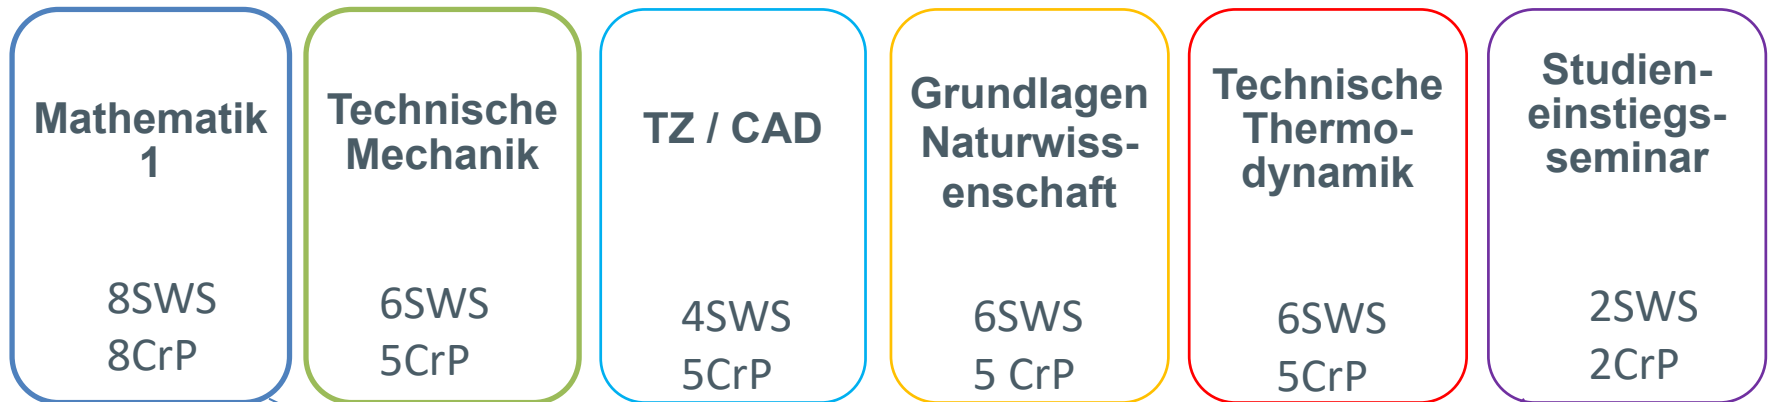 Mathematik
1
8SWS
8CrP
Technische
Mechanik
6SWS
5CrP
TZ / CAD
4SWS
5CrP
Grundlagen
Naturwiss-
enschaft
6SWS
5 CrP
Technische
Thermo-
dynamik
6SWS
5CrP
Studien-
einstiegs-
seminar
2SWS
2CrP